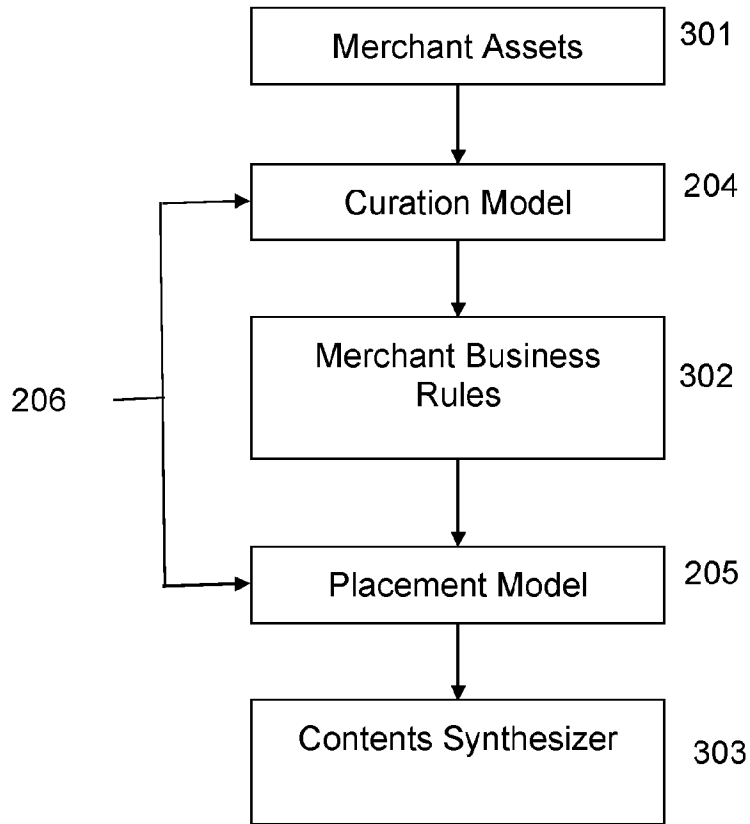 Merchant Assets
301
Curation Model
204
Merchant Business
Rules
302
206
Placement Model
205
Contents Synthesizer
303